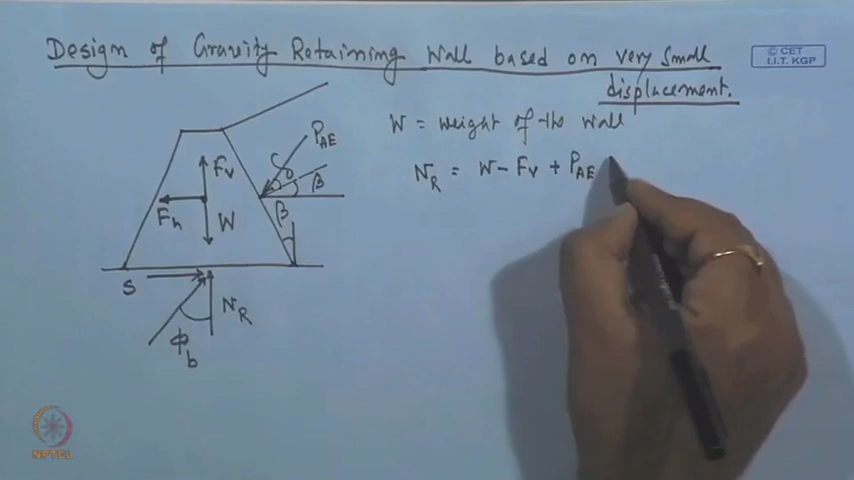 Design of Gravity Retaining Wall based on very small
displacement.
© CET
I.I.T. KGP
W = weight of the wall
N_R = W - F_v + P_AE
P_AE
F_v
δ
β
F_h
W
β
S
N_R
φ_b
NPTEL